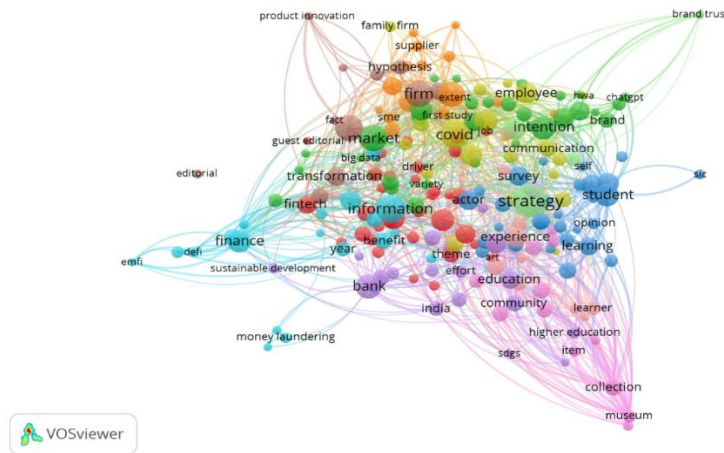 product innovation
brand trus
family firm
supplier
hypothesis
firm
extent
employee
hwa
chatgpt
fact
sme
first study
covid
job
intention
brand
market
guest editorial
big data
communication
editorial
transformation
driver
variety
survey
self
sic
fintech
information
actor
strategy
student
finance
year
benefit
experience
opinion
learning
emfi
defi
theme
art
sustainable development
bank
effort
education
india
community
learner
money laundering
higher education
sdgs
item
collection
museum
VOSviewer